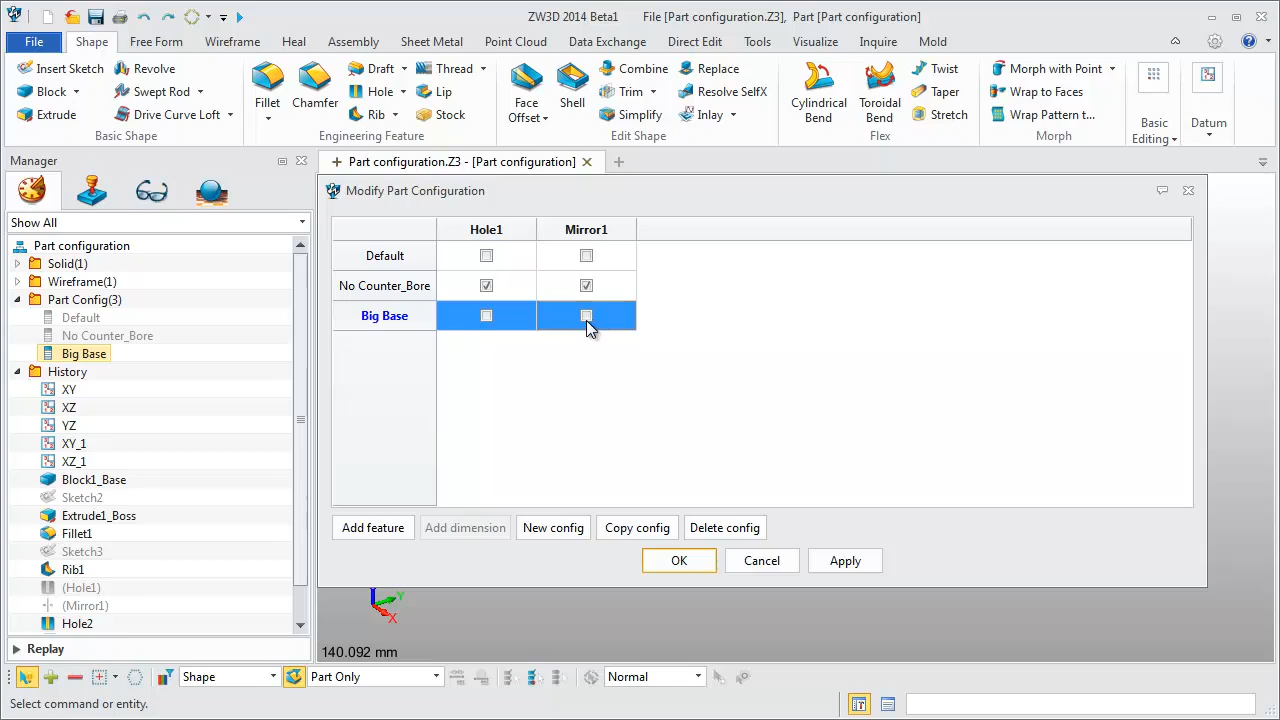 ZW3D 2014 Beta1 File [Part configuration.Z3], Part [Part configuration]
File Shape Free Form Wireframe Heal Assembly Sheet Metal Point Cloud Data Exchange Direct Edit Tools Visualize Inquire Mold
Insert Sketch Revolve Draft Thread Combine Replace Twist Morph with Point
Block Swept Rod Hole Lip Trim Resolve SelfX Taper Wrap to Faces
Extrude Drive Curve Loft Rib Stock Simplify Inlay Stretch Wrap Pattern t...
Fillet Chamfer Face Offset Shell Cylindrical Bend Toroidal Bend Basic Editing Datum
Basic Shape Engineering Feature Edit Shape Flex Morph
Manager
Part configuration.Z3 - [Part configuration]
Show All
Part configuration
Solid(1)
Wireframe(1)
Part Config(3)
Default
No Counter_Bore
Big Base
History
XY
XZ
YZ
XY_1
XZ_1
Block1_Base
Sketch2
Extrude1_Boss
Fillet1
Sketch3
Rib1
(Hole1)
(Mirror1)
Hole2
Replay
Modify Part Configuration
Hole1 Mirror1
Default
No Counter_Bore
Big Base
Add feature Add dimension New config Copy config Delete config
OK Cancel Apply
Y
X
140.092 mm
Shape Part Only Normal
Select command or entity.